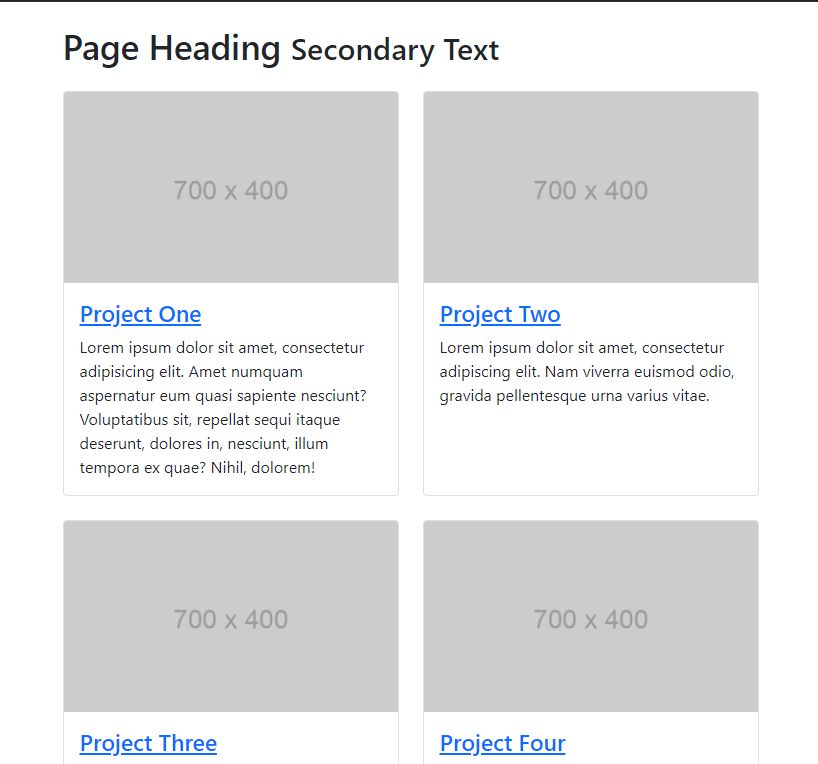 Page Heading Secondary Text
700 x 400
Project One
Lorem ipsum dolor sit amet, consectetur
adipisicing elit. Amet numquam
aspernatur eum quasi sapiente nesciunt?
Voluptatibus sit, repellat sequi itaque
deserunt, dolores in, nesciunt, illum
tempora ex quae? Nihil, dolorem!
700 x 400
Project Two
Lorem ipsum dolor sit amet, consectetur
adipiscing elit. Nam viverra euismod odio,
gravida pellentesque urna varius vitae.
700 x 400
Project Three
700 x 400
Project Four